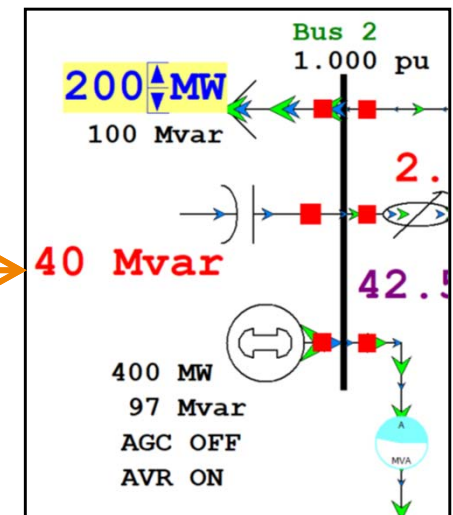 Bus 2
1.000 pu
200 MW
100 Mvar
2.
40 Mvar
42.5
400 MW
97 Mvar
AGC OFF
AVR ON
A
MVA